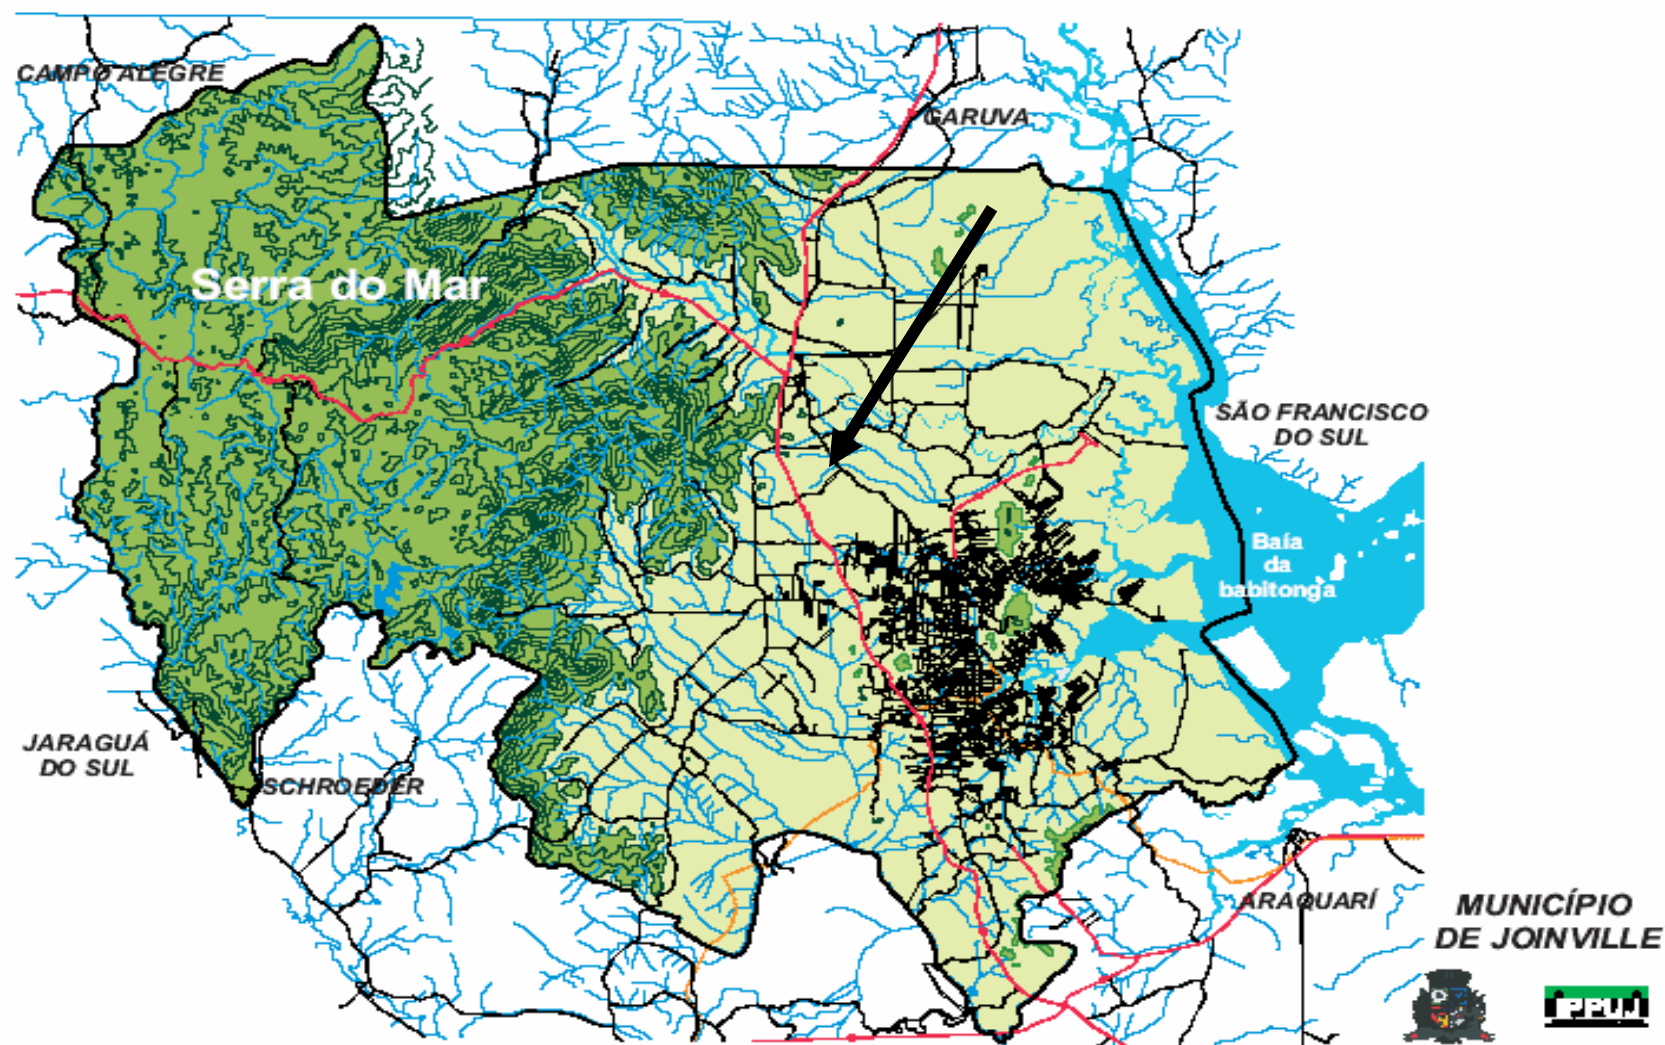 CAMPO ALEGRE
GARUVA
Serra do Mar
SÃO FRANCISCO
DO SUL
Baía
da
babitonga
JARAGUÁ
DO SUL
SCHROEDER
ARAQUARÍ
MUNICÍPIO
DE JOINVILLE
IPPUJ